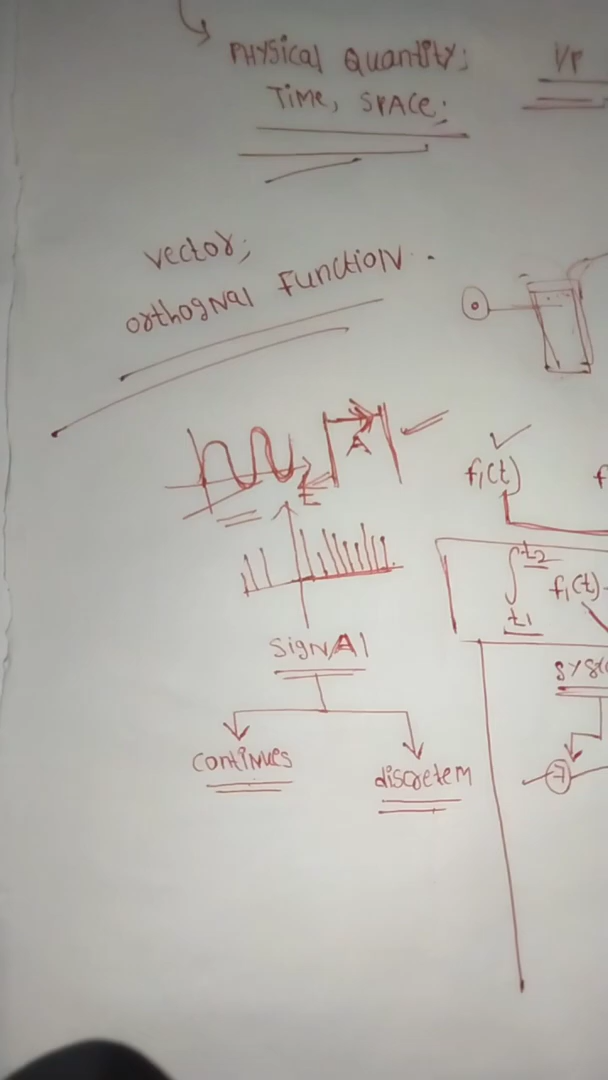 PHYSICAL QUANTITY;
TIME, SPACE;
I/P
vector;
orthognal FUNCTION.
A
t
f₁(t)
t2
∫ f₁(t)
t1
SIGNAL
CONTINUES
discretem